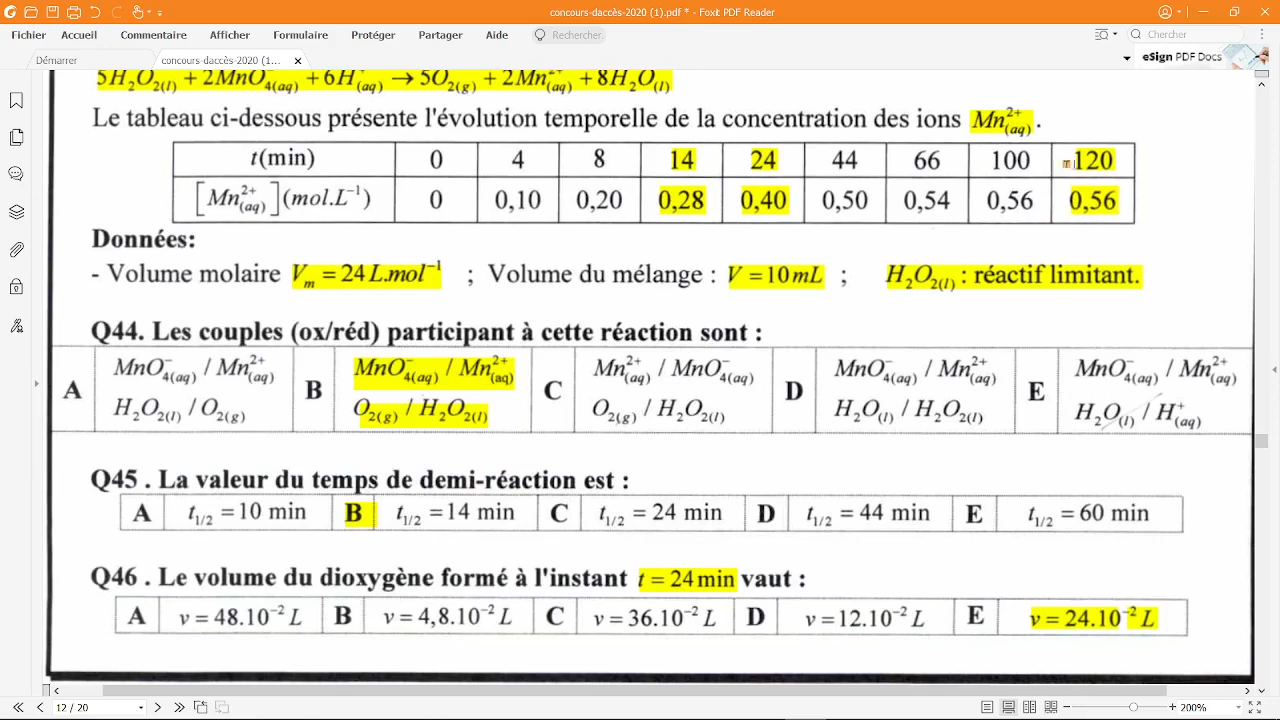 concours-daccès-2020 (1).pdf * - Foxit PDF Reader
Fichier Accueil Commentaire Afficher Formulaire Protéger Partager Aide Rechercher Chercher
Démarrer concours-daccès-2020 (1.... eSign PDF Docs
5H₂O₂(l) + 2MnO₄⁻(aq) + 6H⁺(aq) → 5O₂(g) + 2Mn²⁺(aq) + 8H₂O(l)
Le tableau ci-dessous présente l'évolution temporelle de la concentration des ions Mn²⁺(aq) .
t(min) 0 4 8 14 24 44 66 100 120
[Mn²⁺(aq)](mol.L⁻¹) 0 0,10 0,20 0,28 0,40 0,50 0,54 0,56 0,56
Données:
- Volume molaire Vm = 24 L.mol⁻¹ ; Volume du mélange : V = 10 mL ; H₂O₂(l) : réactif limitant.
Q44. Les couples (ox/réd) participant à cette réaction sont :
A MnO₄⁻(aq) / Mn²⁺(aq) H₂O₂(l) / O₂(g)
B MnO₄⁻(aq) / Mn²⁺(aq) O₂(g) / H₂O₂(l)
C Mn²⁺(aq) / MnO₄⁻(aq) O₂(g) / H₂O₂(l)
D MnO₄⁻(aq) / Mn²⁺(aq) H₂O(l) / H₂O₂(l)
E MnO₄⁻(aq) / Mn²⁺(aq) H₂O(l) / H⁺(aq)
Q45 . La valeur du temps de demi-réaction est :
A t1/2 = 10 min B t1/2 = 14 min C t1/2 = 24 min D t1/2 = 44 min E t1/2 = 60 min
Q46 . Le volume du dioxygène formé à l'instant t = 24 min vaut :
A v = 48.10⁻² L B v = 4,8.10⁻² L C v = 36.10⁻² L D v = 12.10⁻² L E v = 24.10⁻² L
12 / 20 200%